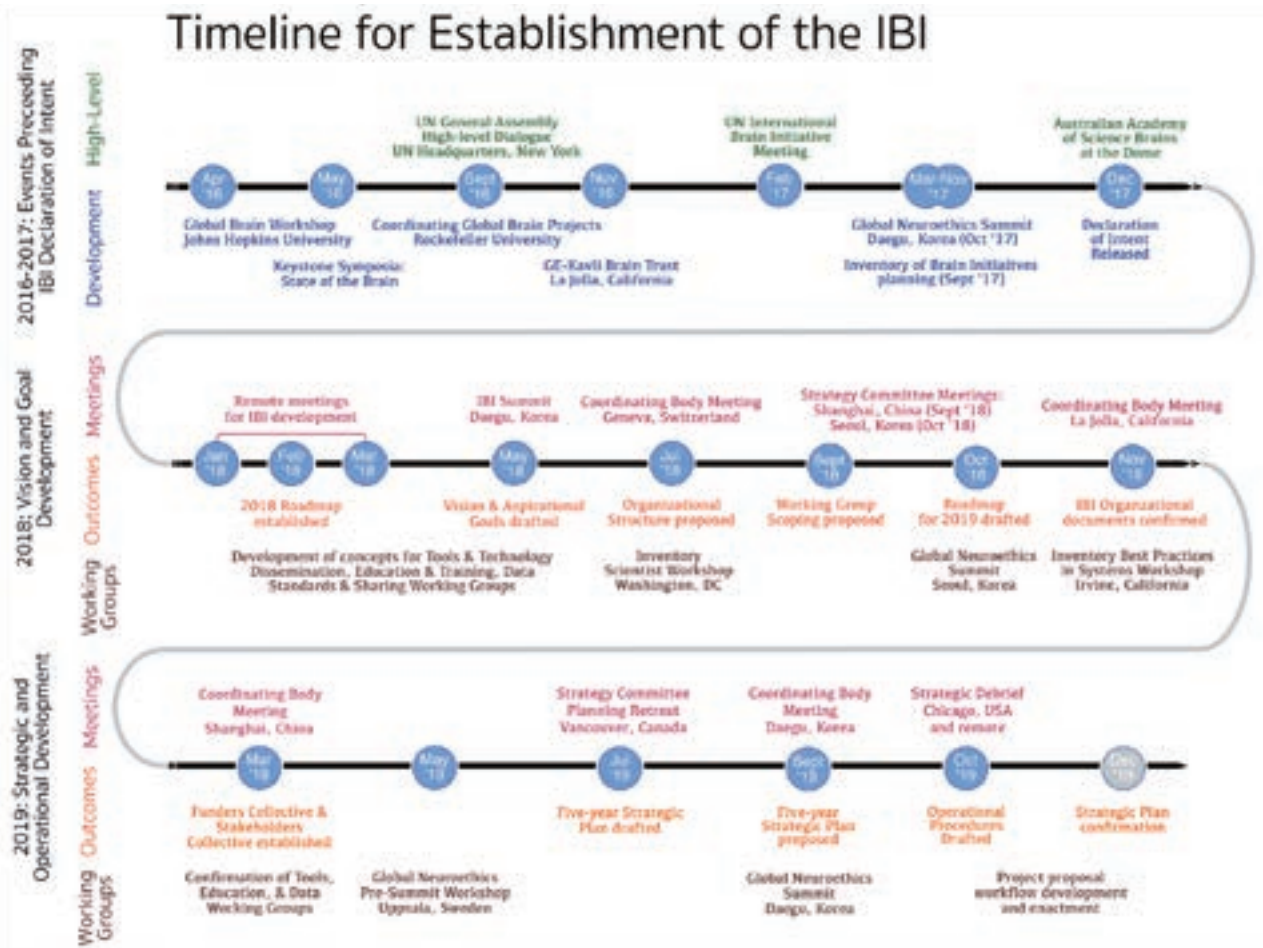 Timeline for Establishment of the IBI
2016-2017: Events Preceeding
IBI Declaration of Intent
High-Level
Development
UN General Assembly
High-level Dialogue
UN Headquarters, New York
UN International
Brain Initiative
Meeting
Australian Academy
of Science Brains
at the Dome
Apr
'16
May
'16
Sept
'16
Nov
'16
Feb
'17
Mar-Nov
'17
Dec
'17
Global Brain Workshop
Johns Hopkins University
Coordinating Global Brain Projects
Rockefeller University
Global Neuroethics Summit
Daegu, Korea (Oct '17)
Declaration
of Intent
Released
Keystone Symposia:
State of the Brain
GE-Kavli Brain Trust
La Jolla, California
Inventory of Brain Initiatives
planning (Sept '17)
2018: Vision and Goal
Development
Meetings
Outcomes
Working
Groups
Remote meetings
for IBI development
IBI Summit
Daegu, Korea
Coordinating Body Meeting
Geneva, Switzerland
Strategy Committee Meetings:
Shanghai, China (Sept '18)
Seoul, Korea (Oct '18)
Coordinating Body Meeting
La Jolla, California
Jan
'18
Feb
'18
Mar
'18
May
'18
Jul
'18
Sept
'18
Oct
'18
Nov
'18
2018 Roadmap
established
Vision & Aspirational
Goals drafted
Organizational
Structure proposed
Working Group
Scoping proposed
Roadmap
for 2019 drafted
IBI Organizational
documents confirmed
Development of concepts for Tools & Technology
Dissemination, Education & Training, Data
Standards & Sharing Working Groups
Inventory
Scientist Workshop
Washington, DC
Global Neuroethics
Summit
Seoul, Korea
Inventory Best Practices
in Systems Workshop
Irvine, California
2019: Strategic and
Operational Development
Meetings
Outcomes
Working
Groups
Coordinating Body
Meeting
Shanghai, China
Strategy Committee
Planning Retreat
Vancouver, Canada
Coordinating Body
Meeting
Daegu, Korea
Strategic Debrief
Chicago, USA
and remote
Mar
May
Jul
'19
Sept
Oct
'19
Dec
'19
Funders Collective &
Stakeholders
Collective established
Five-year Strategic
Plan drafted
Five-year
Strategic Plan
proposed
Operational
Procedures
Drafted
Strategic Plan
confirmation
Confirmation of Tools,
Education, & Data
Working Groups
Global Neuroethics
Pre-Summit Workshop
Uppsala, Sweden
Global Neuroethics
Summit
Daegu, Korea
Project proposal
workflow development
and enactment